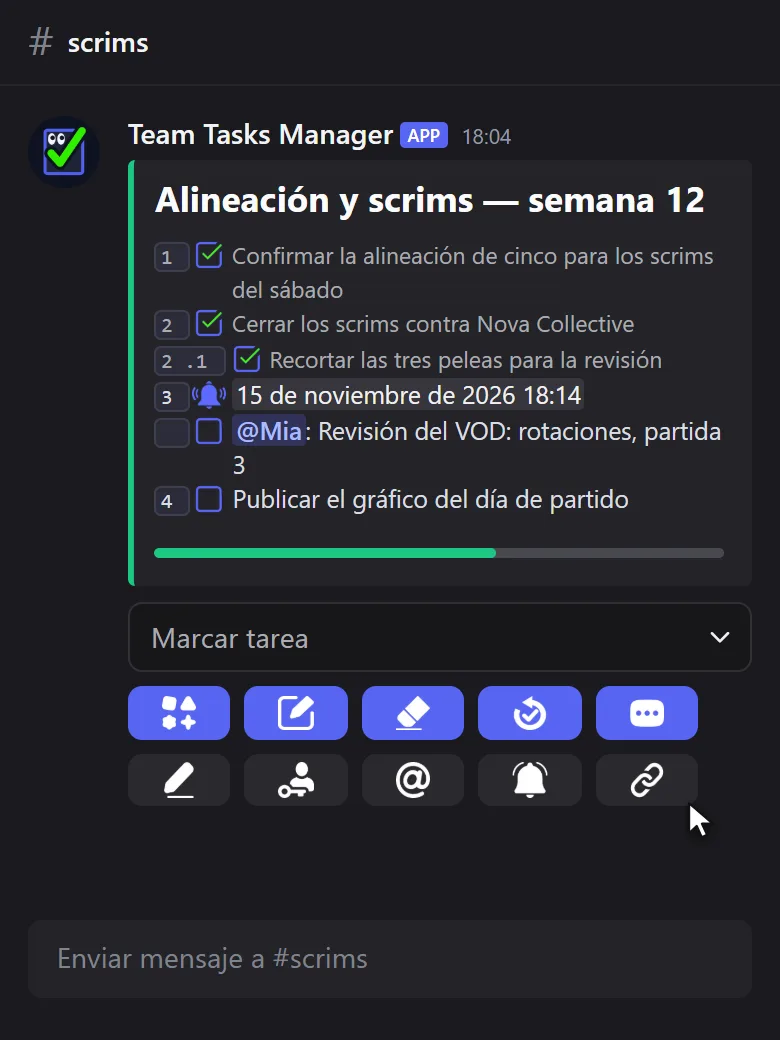 # scrims
Team Tasks Manager APP 18:04
Alineación y scrims — semana 12
1 Confirmar la alineación de cinco para los scrims
del sábado
2 Cerrar los scrims contra Nova Collective
2 .1 Recortar las tres peleas para la revisión
3 15 de noviembre de 2026 18:14
@Mia: Revisión del VOD: rotaciones, partida
3
4 Publicar el gráfico del día de partido
Marcar tarea
Enviar mensaje a #scrims